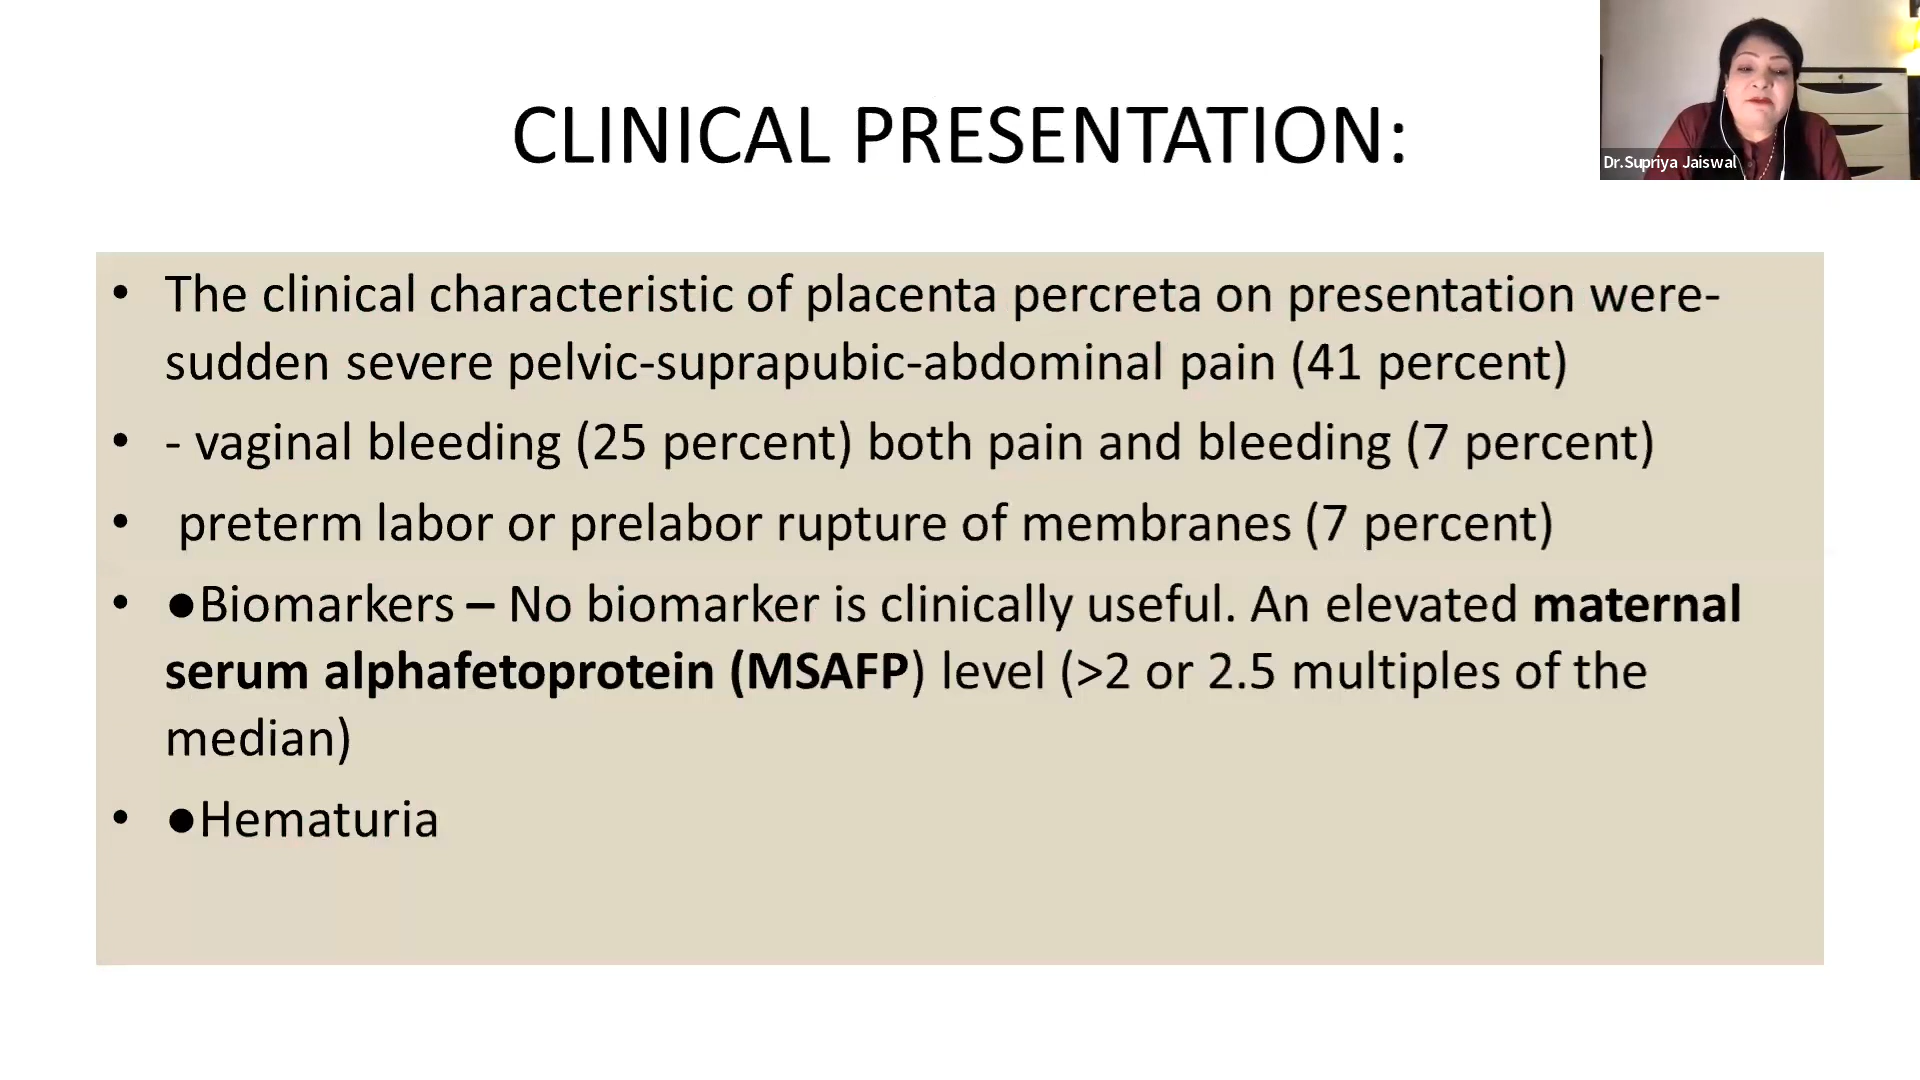 CLINICAL PRESENTATION:
Dr.Supriya Jaiswal
• The clinical characteristic of placenta percreta on presentation were-
sudden severe pelvic-suprapubic-abdominal pain (41 percent)
• - vaginal bleeding (25 percent) both pain and bleeding (7 percent)
• preterm labor or prelabor rupture of membranes (7 percent)
• ●Biomarkers – No biomarker is clinically useful. An elevated maternal
serum alphafetoprotein (MSAFP) level (>2 or 2.5 multiples of the
median)
• ●Hematuria